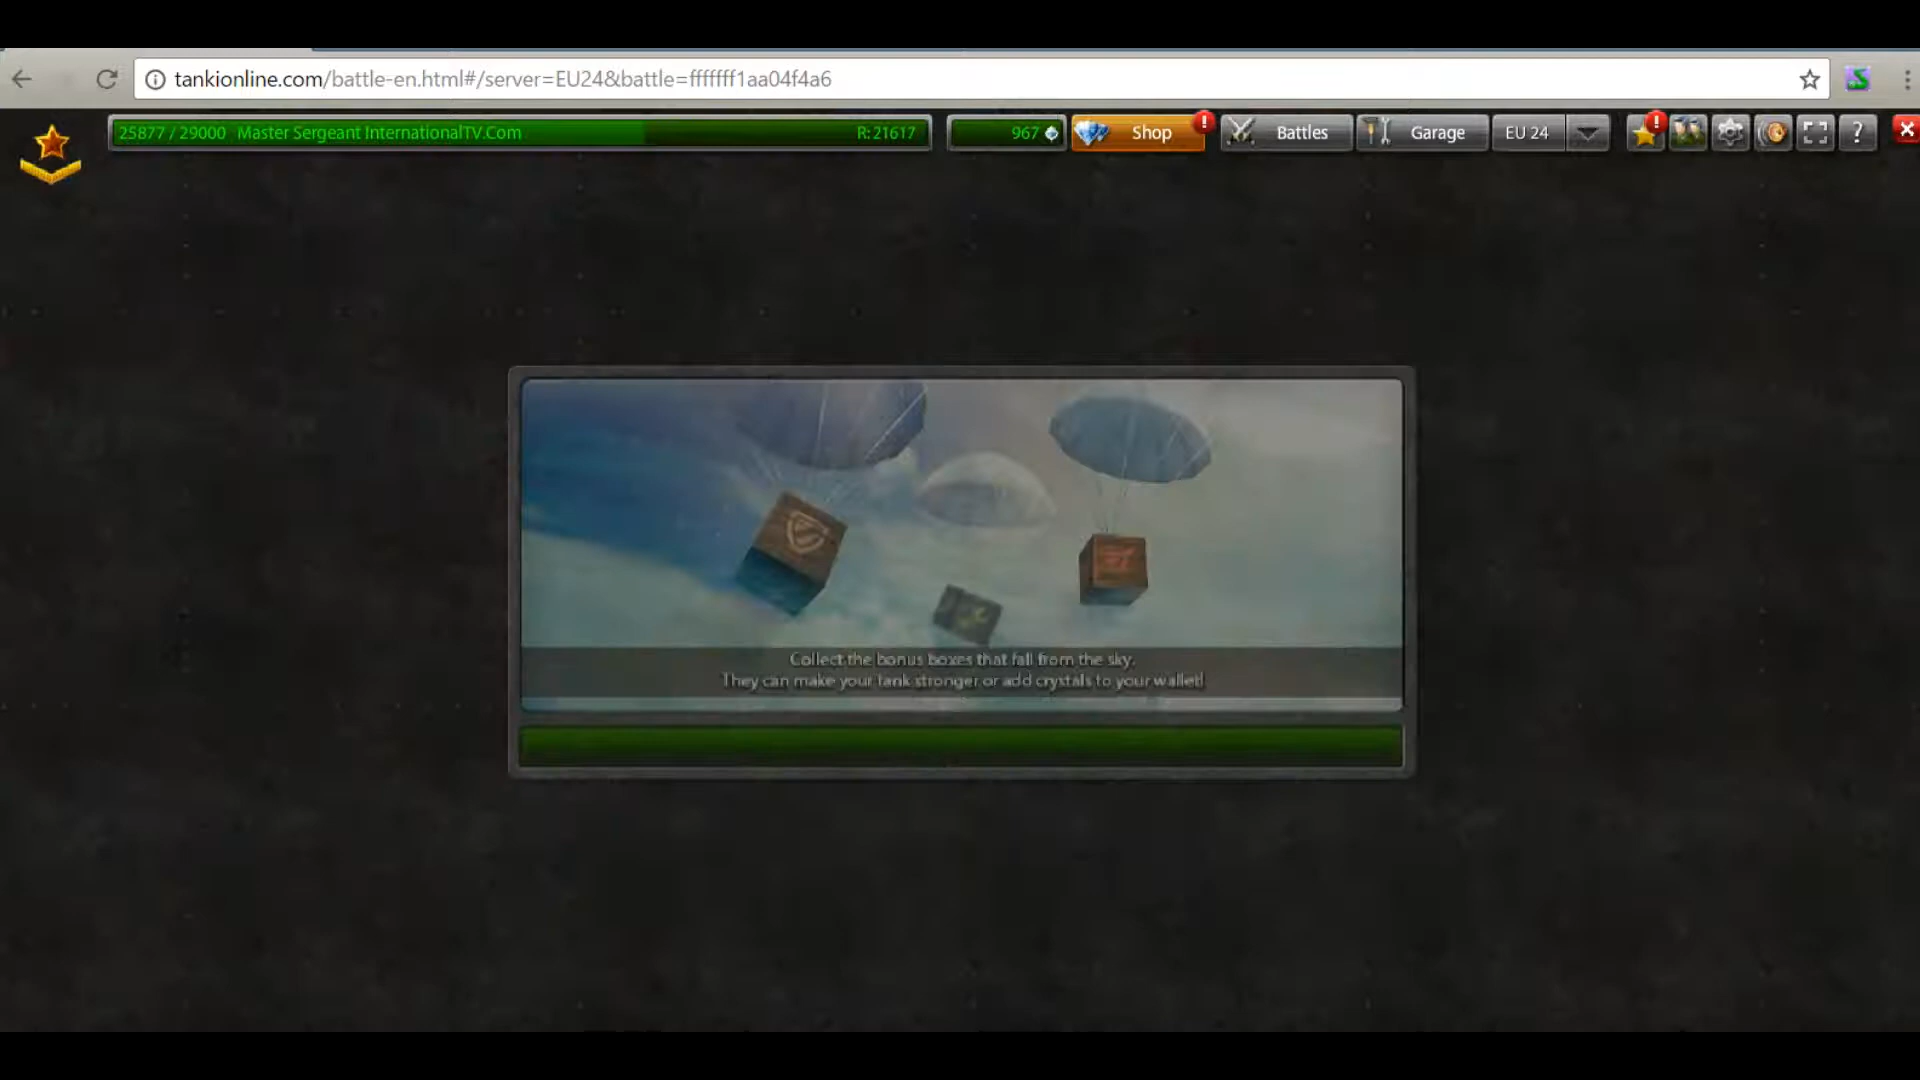 tankionline.com/battle-en.html#/server=EU24&battle=fffffff1aa04f4a6
25877 / 29000 Master Sergeant InternationalTV.Com R:21617
967
Shop
Battles
Garage
EU 24
?
Collect the bonus boxes that fall from the sky.
They can make your tank stronger or add crystals to your wallet!